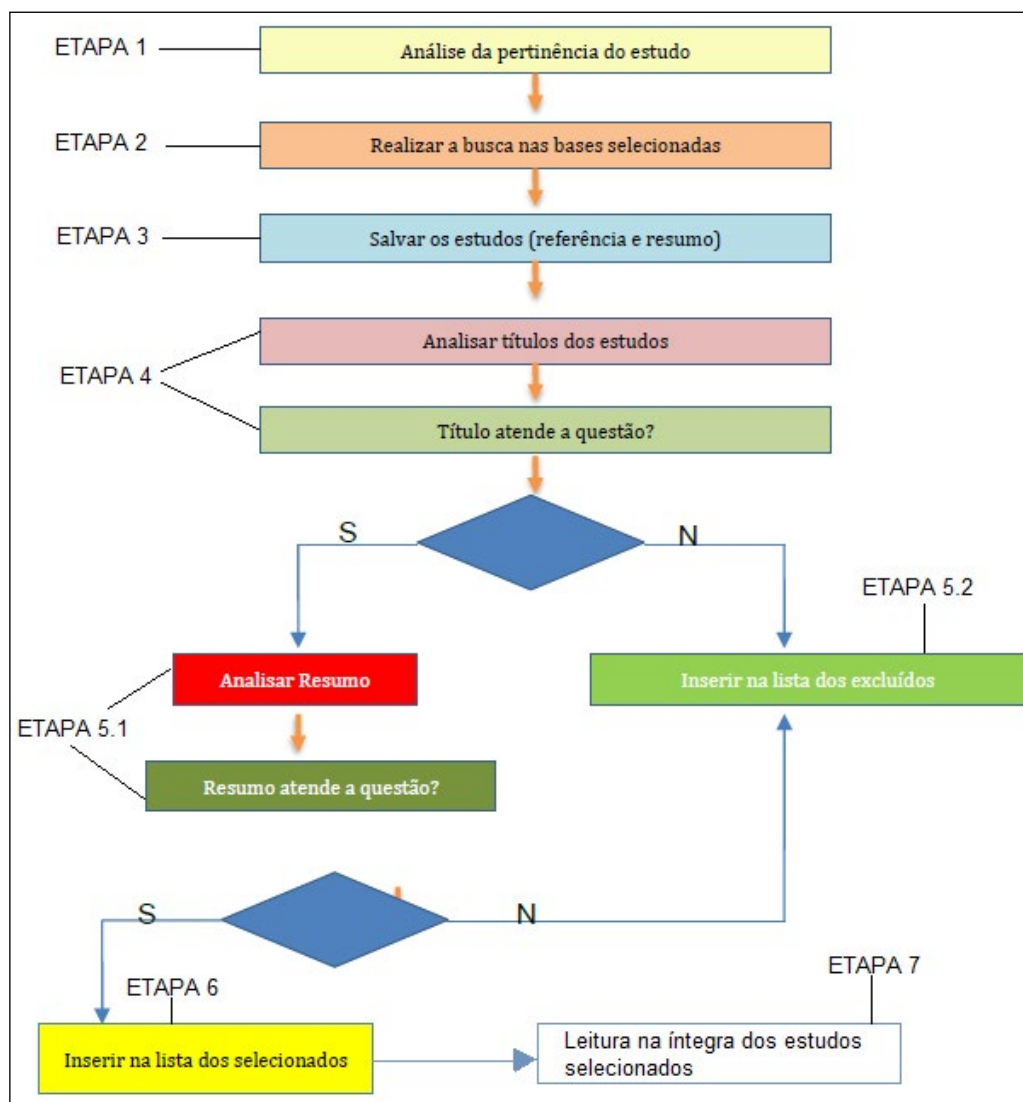 ETAPA 1
Análise da pertinência do estudo
ETAPA 2
Realizar a busca nas bases selecionadas
ETAPA 3
Salvar os estudos (referência e resumo)
Analisar títulos dos estudos
ETAPA 4
Título atende a questão?
S
N
ETAPA 5.2
Analisar Resumo
Inserir na lista dos excluídos
ETAPA 5.1
Resumo atende a questão?
S
N
ETAPA 6
ETAPA 7
Inserir na lista dos selecionados
Leitura na íntegra dos estudos
selecionados